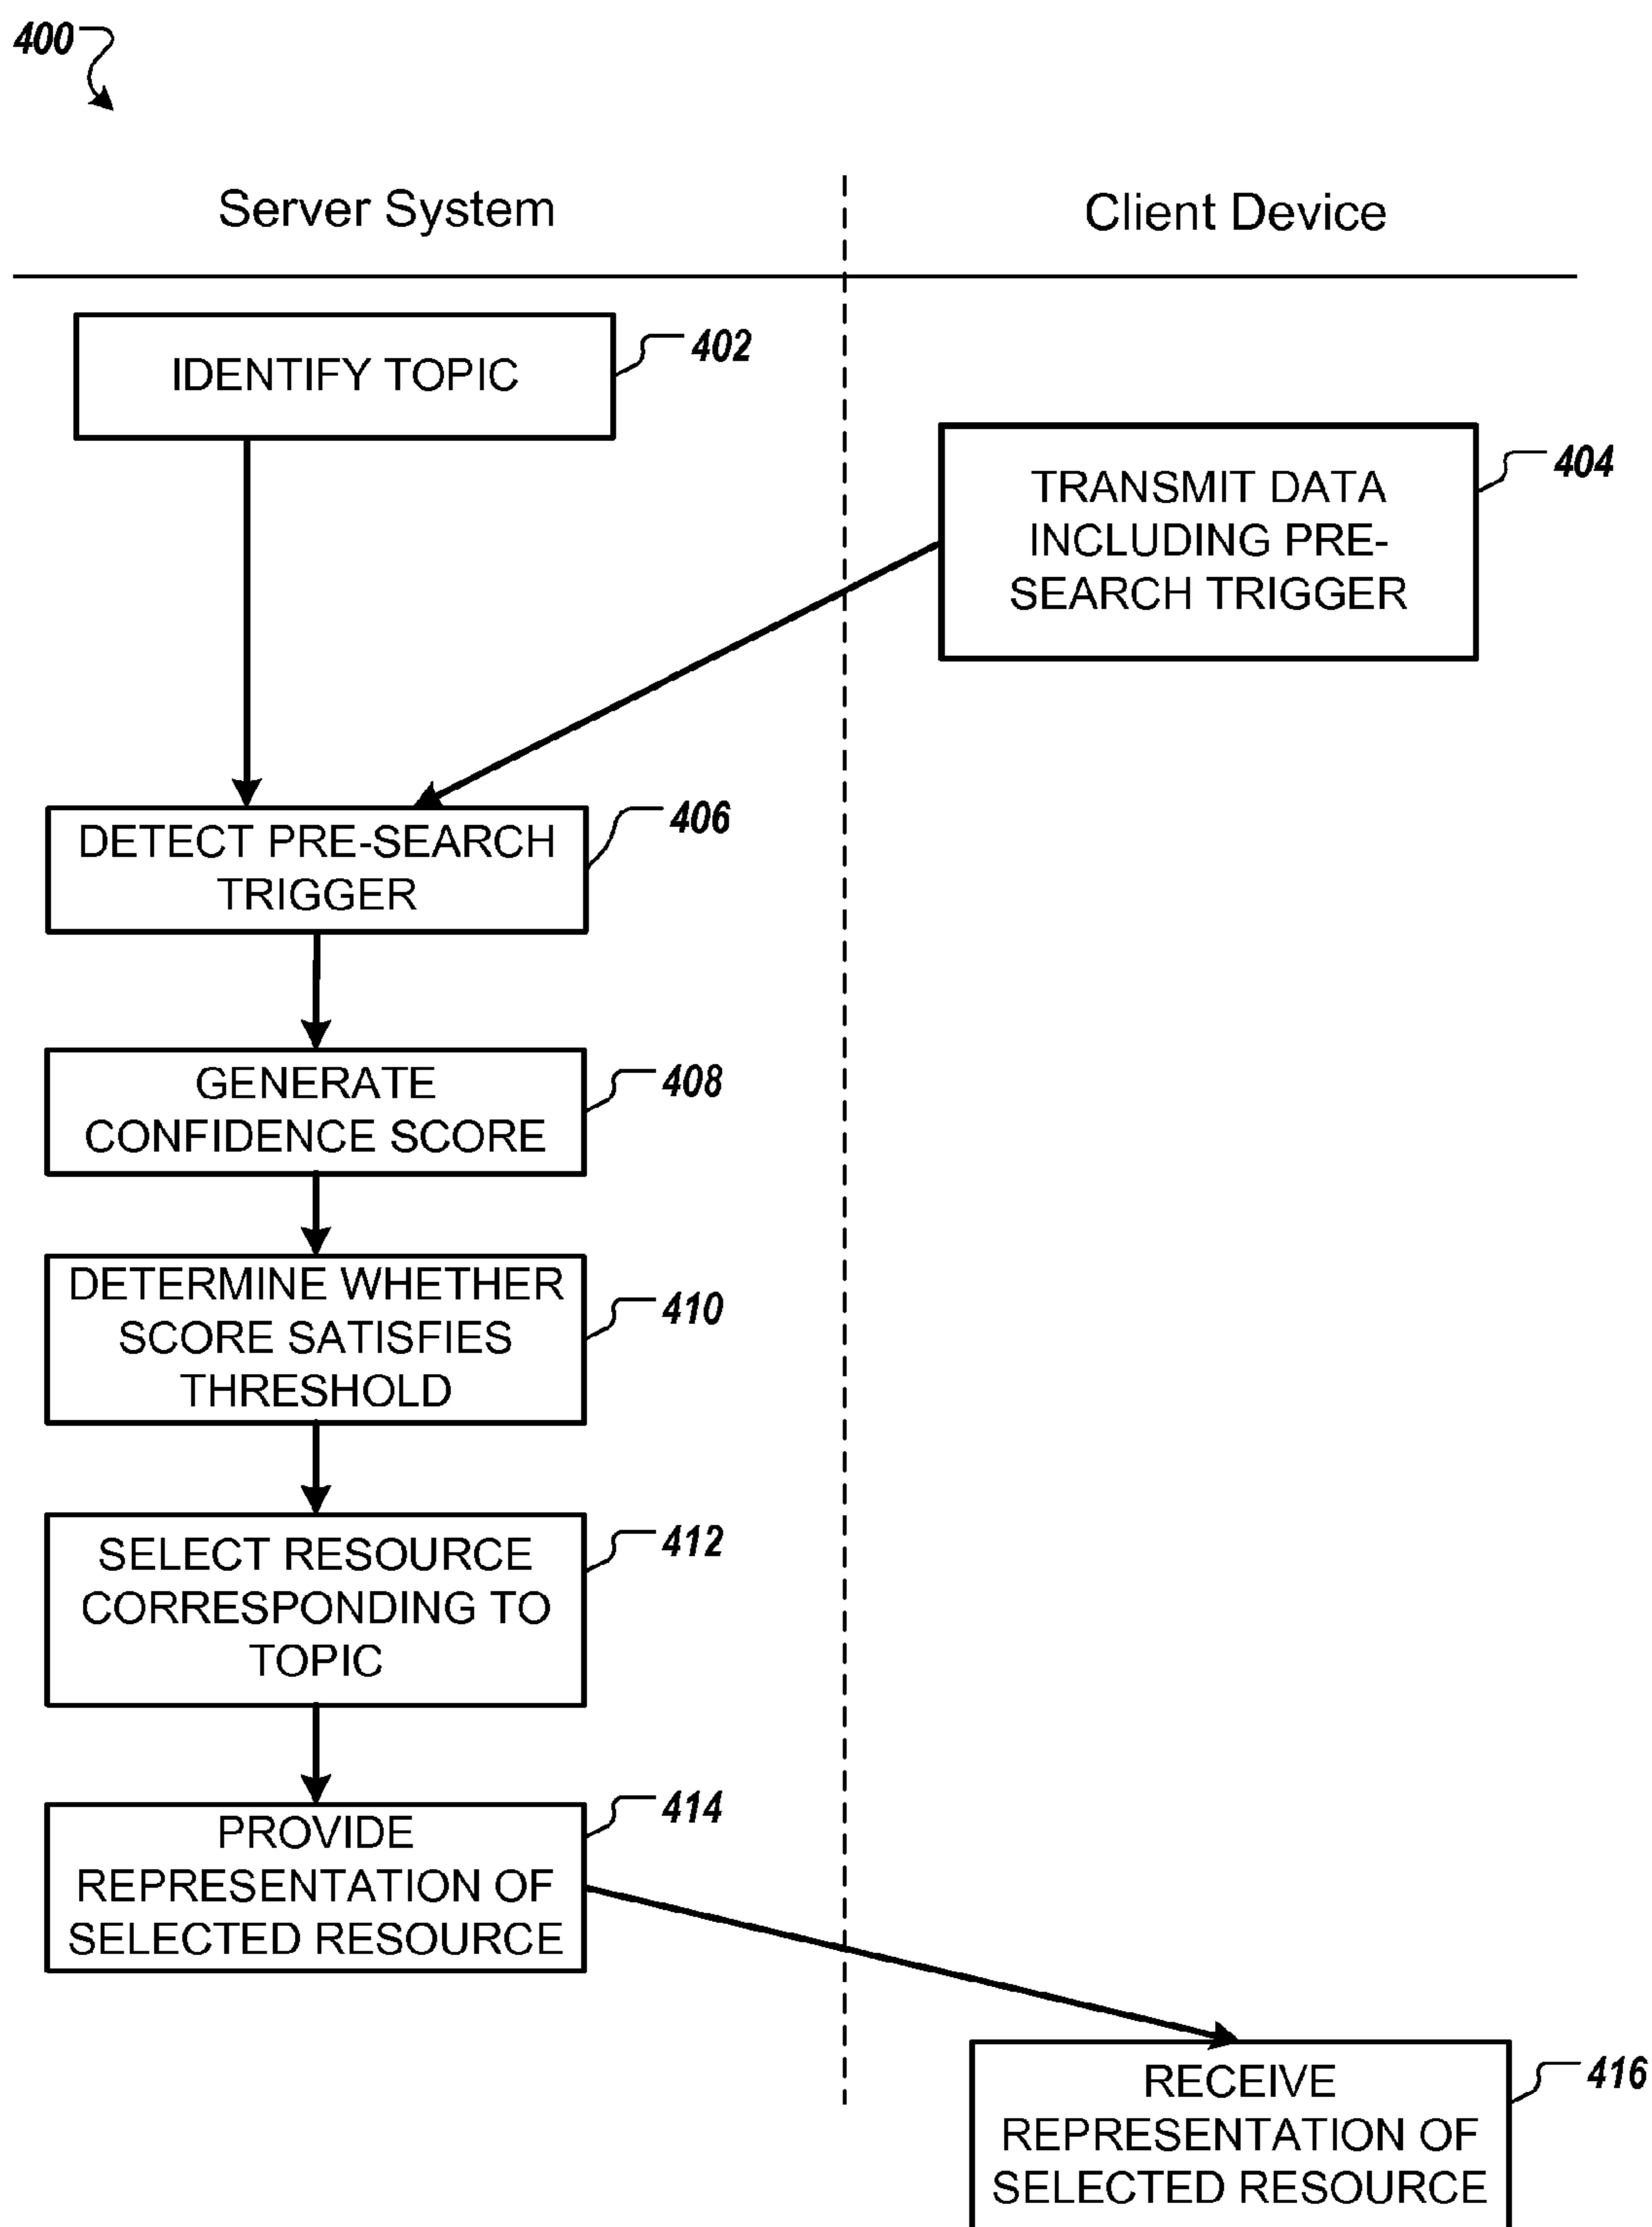 400
Server System
Client Device
IDENTIFY TOPIC
402
TRANSMIT DATA
INCLUDING PRE-
SEARCH TRIGGER
404
DETECT PRE-SEARCH
TRIGGER
406
GENERATE
CONFIDENCE SCORE
408
DETERMINE WHETHER
SCORE SATISFIES
THRESHOLD
410
SELECT RESOURCE
CORRESPONDING TO
TOPIC
412
PROVIDE
REPRESENTATION OF
SELECTED RESOURCE
414
RECEIVE
REPRESENTATION OF
SELECTED RESOURCE
416